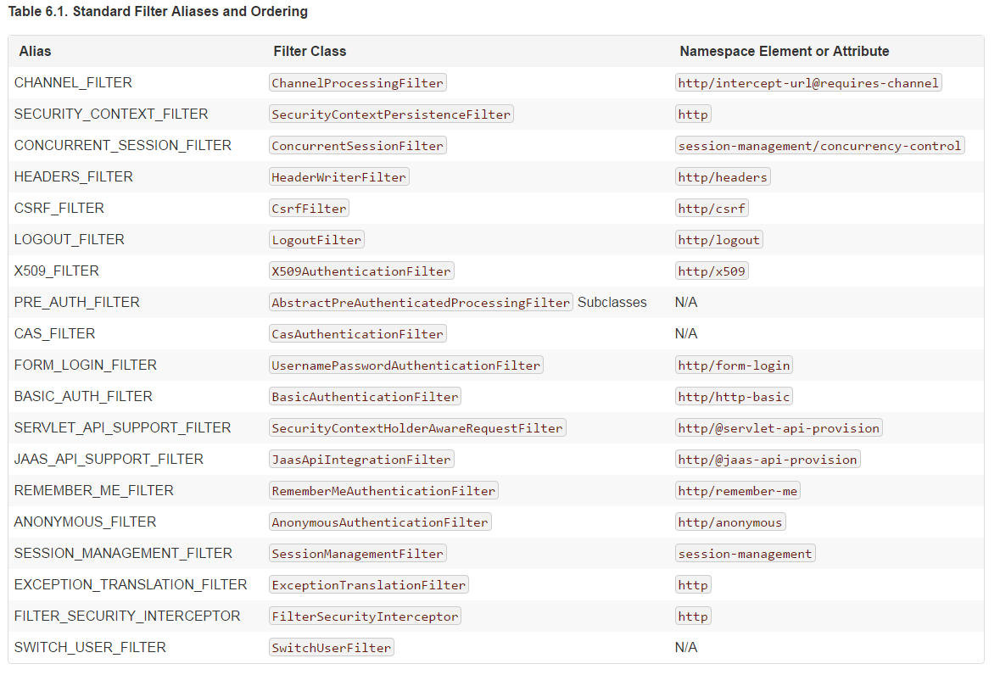 Table 6.1. Standard Filter Aliases and Ordering
Alias Filter Class Namespace Element or Attribute
CHANNEL_FILTER ChannelProcessingFilter http/intercept-url@requires-channel
SECURITY_CONTEXT_FILTER SecurityContextPersistenceFilter http
CONCURRENT_SESSION_FILTER ConcurrentSessionFilter session-management/concurrency-control
HEADERS_FILTER HeaderWriterFilter http/headers
CSRF_FILTER CsrfFilter http/csrf
LOGOUT_FILTER LogoutFilter http/logout
X509_FILTER X509AuthenticationFilter http/x509
PRE_AUTH_FILTER AbstractPreAuthenticatedProcessingFilter Subclasses N/A
CAS_FILTER CasAuthenticationFilter N/A
FORM_LOGIN_FILTER UsernamePasswordAuthenticationFilter http/form-login
BASIC_AUTH_FILTER BasicAuthenticationFilter http/http-basic
SERVLET_API_SUPPORT_FILTER SecurityContextHolderAwareRequestFilter http/@servlet-api-provision
JAAS_API_SUPPORT_FILTER JaasApiIntegrationFilter http/@jaas-api-provision
REMEMBER_ME_FILTER RememberMeAuthenticationFilter http/remember-me
ANONYMOUS_FILTER AnonymousAuthenticationFilter http/anonymous
SESSION_MANAGEMENT_FILTER SessionManagementFilter session-management
EXCEPTION_TRANSLATION_FILTER ExceptionTranslationFilter http
FILTER_SECURITY_INTERCEPTOR FilterSecurityInterceptor http
SWITCH_USER_FILTER SwitchUserFilter N/A